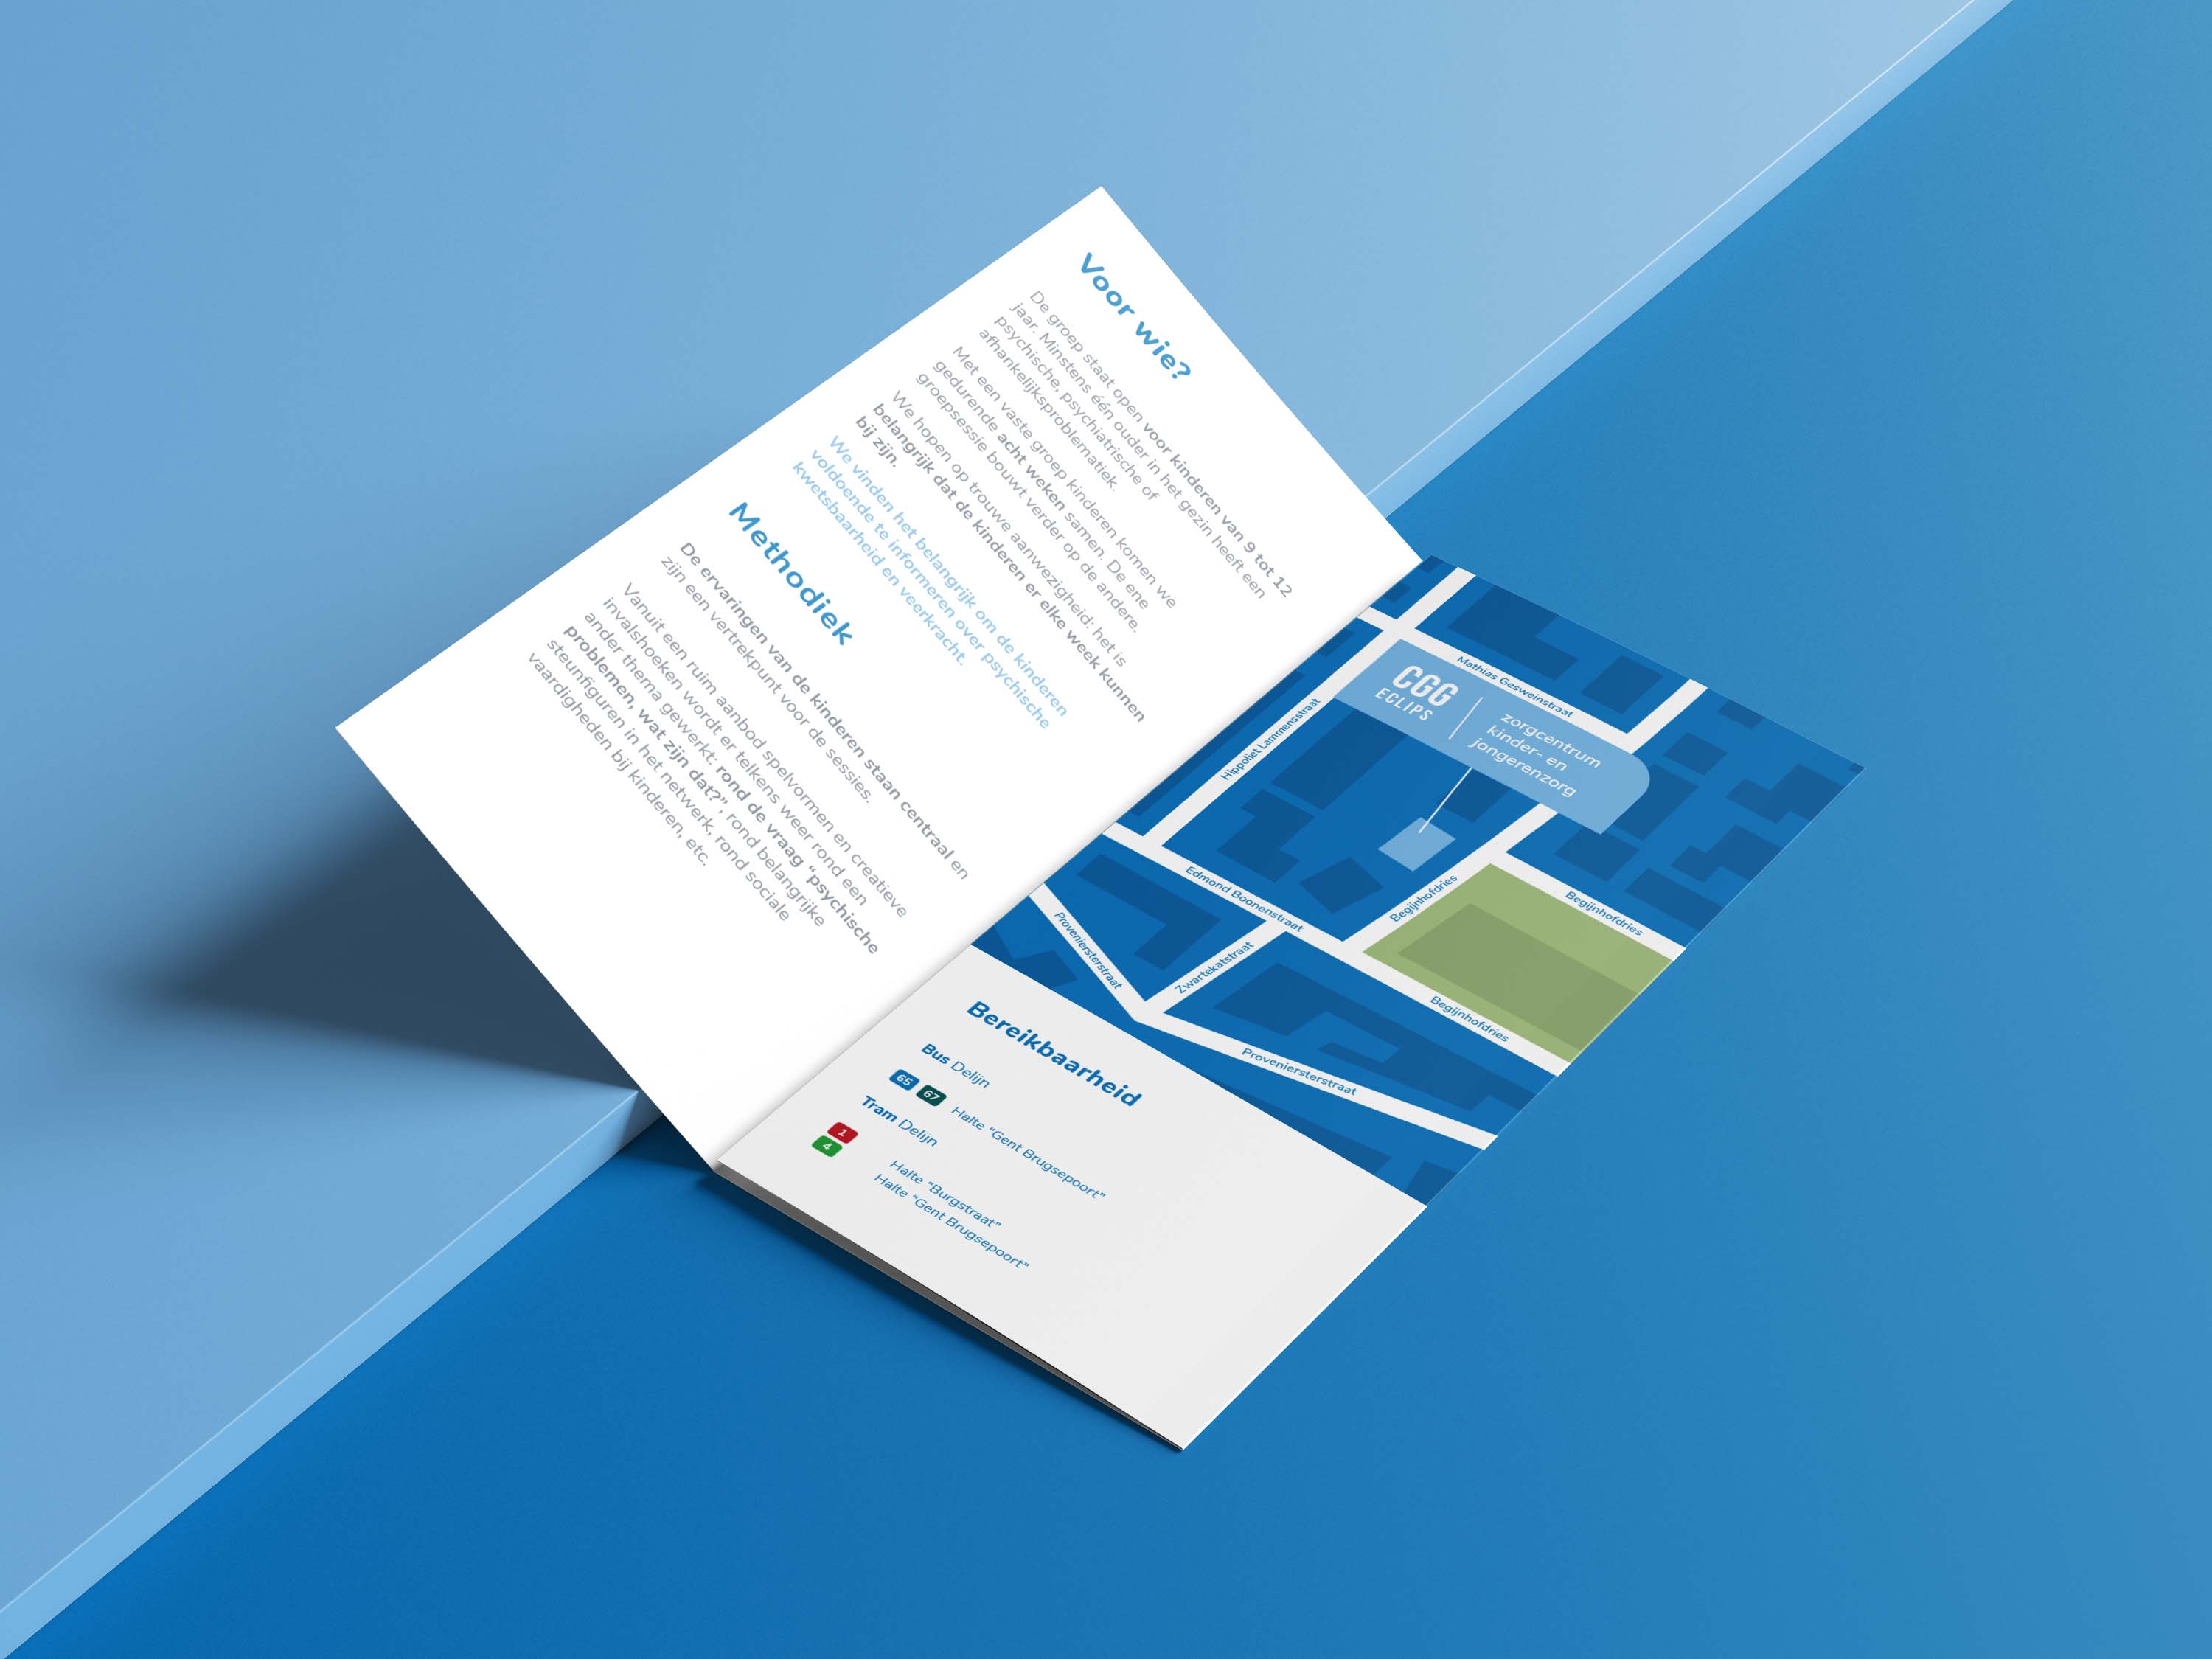 Voor wie?
De groep staat open voor kinderen van 9 tot 12
jaar. Minstens één ouder in het gezin heeft een
psychische, psychiatrische of
afhankelijksproblematiek.
Met een vaste groep kinderen komen we
gedurende acht weken samen. De ene
groepsessie bouwt verder op de andere.
We hopen op trouwe aanwezigheid: het is
belangrijk dat de kinderen er elke week kunnen
bij zijn.
We vinden het belangrijk om de kinderen
voldoende te informeren over psychische
kwetsbaarheid en veerkracht.
Methodiek
De ervaringen van de kinderen staan centraal en
zijn een vertrekpunt voor de sessies.
Vanuit een ruim aanbod spelvormen en creatieve
invalshoeken wordt er telkens weer rond een
ander thema gewerkt: rond de vraag “psychische
problemen, wat zijn dat?”, rond belangrijke
steunfiguren in het netwerk, rond sociale
vaardigheden bij kinderen, etc.
Mathias Gesweinstraat
CGG
ECLIPS
zorgcentrum
kinder- en
jongerenzorg
Hippoliet Lammensstraat
Edmond Boonenstraat
Begijnhofdries
Begijnhofdries
Proveniersterstraat
Zwartekatstraat
Begijnhofdries
Proveniersterstraat
Bereikbaarheid
Bus Delijn
65 67 Halte “Gent Brugsepoort”
Tram Delijn
1
4
Halte “Burgstraat”
Halte “Gent Brugsepoort”